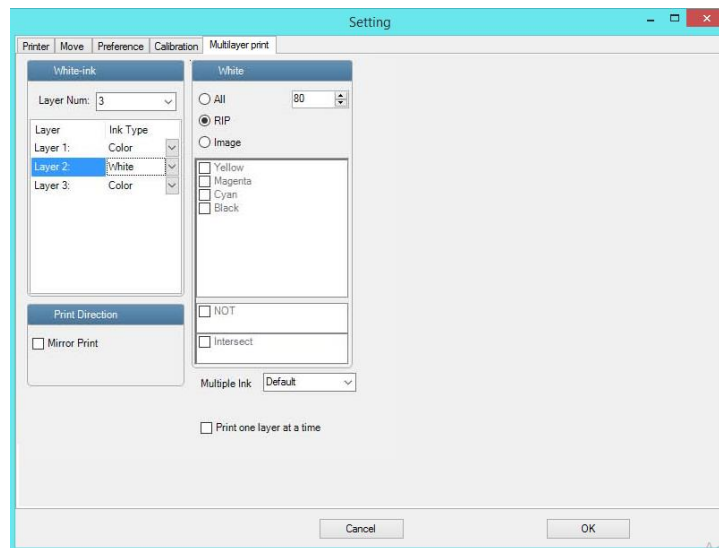 Setting
Printer Move Preference Calibration Multilayer print
White-ink
Layer Num: 3
Layer Ink Type
Layer 1: Color
Layer 2: White
Layer 3: Color
Print Direction
Mirror Print
White
All 80
RIP
Image
Yellow
Magenta
Cyan
Black
NOT
Intersect
Multiple Ink Default
Print one layer at a time
Cancel OK